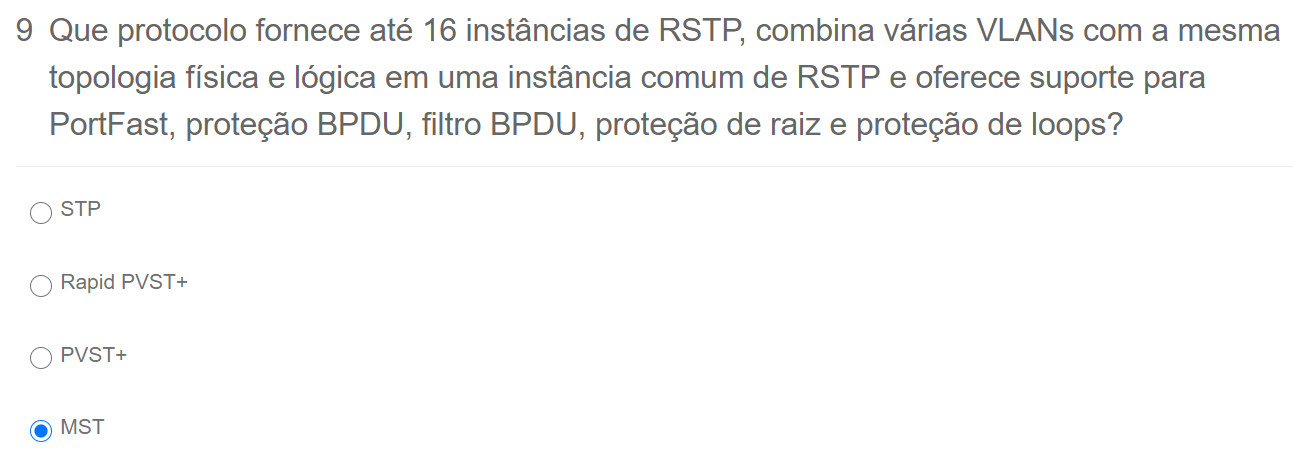 9 Que protocolo fornece até 16 instâncias de RSTP, combina várias VLANs com a mesma
topologia física e lógica em uma instância comum de RSTP e oferece suporte para
PortFast, proteção BPDU, filtro BPDU, proteção de raiz e proteção de loops?
STP
Rapid PVST+
PVST+
MST